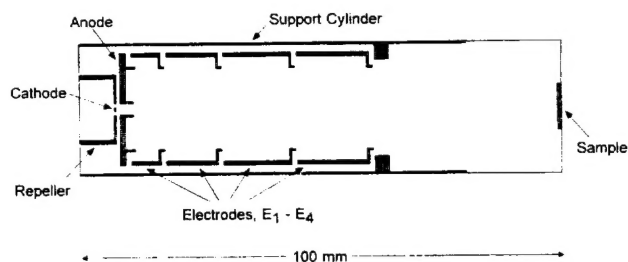 Support Cylinder
Anode
Cathode
Sample
Repeller
Electrodes, E1 - E4
100 mm